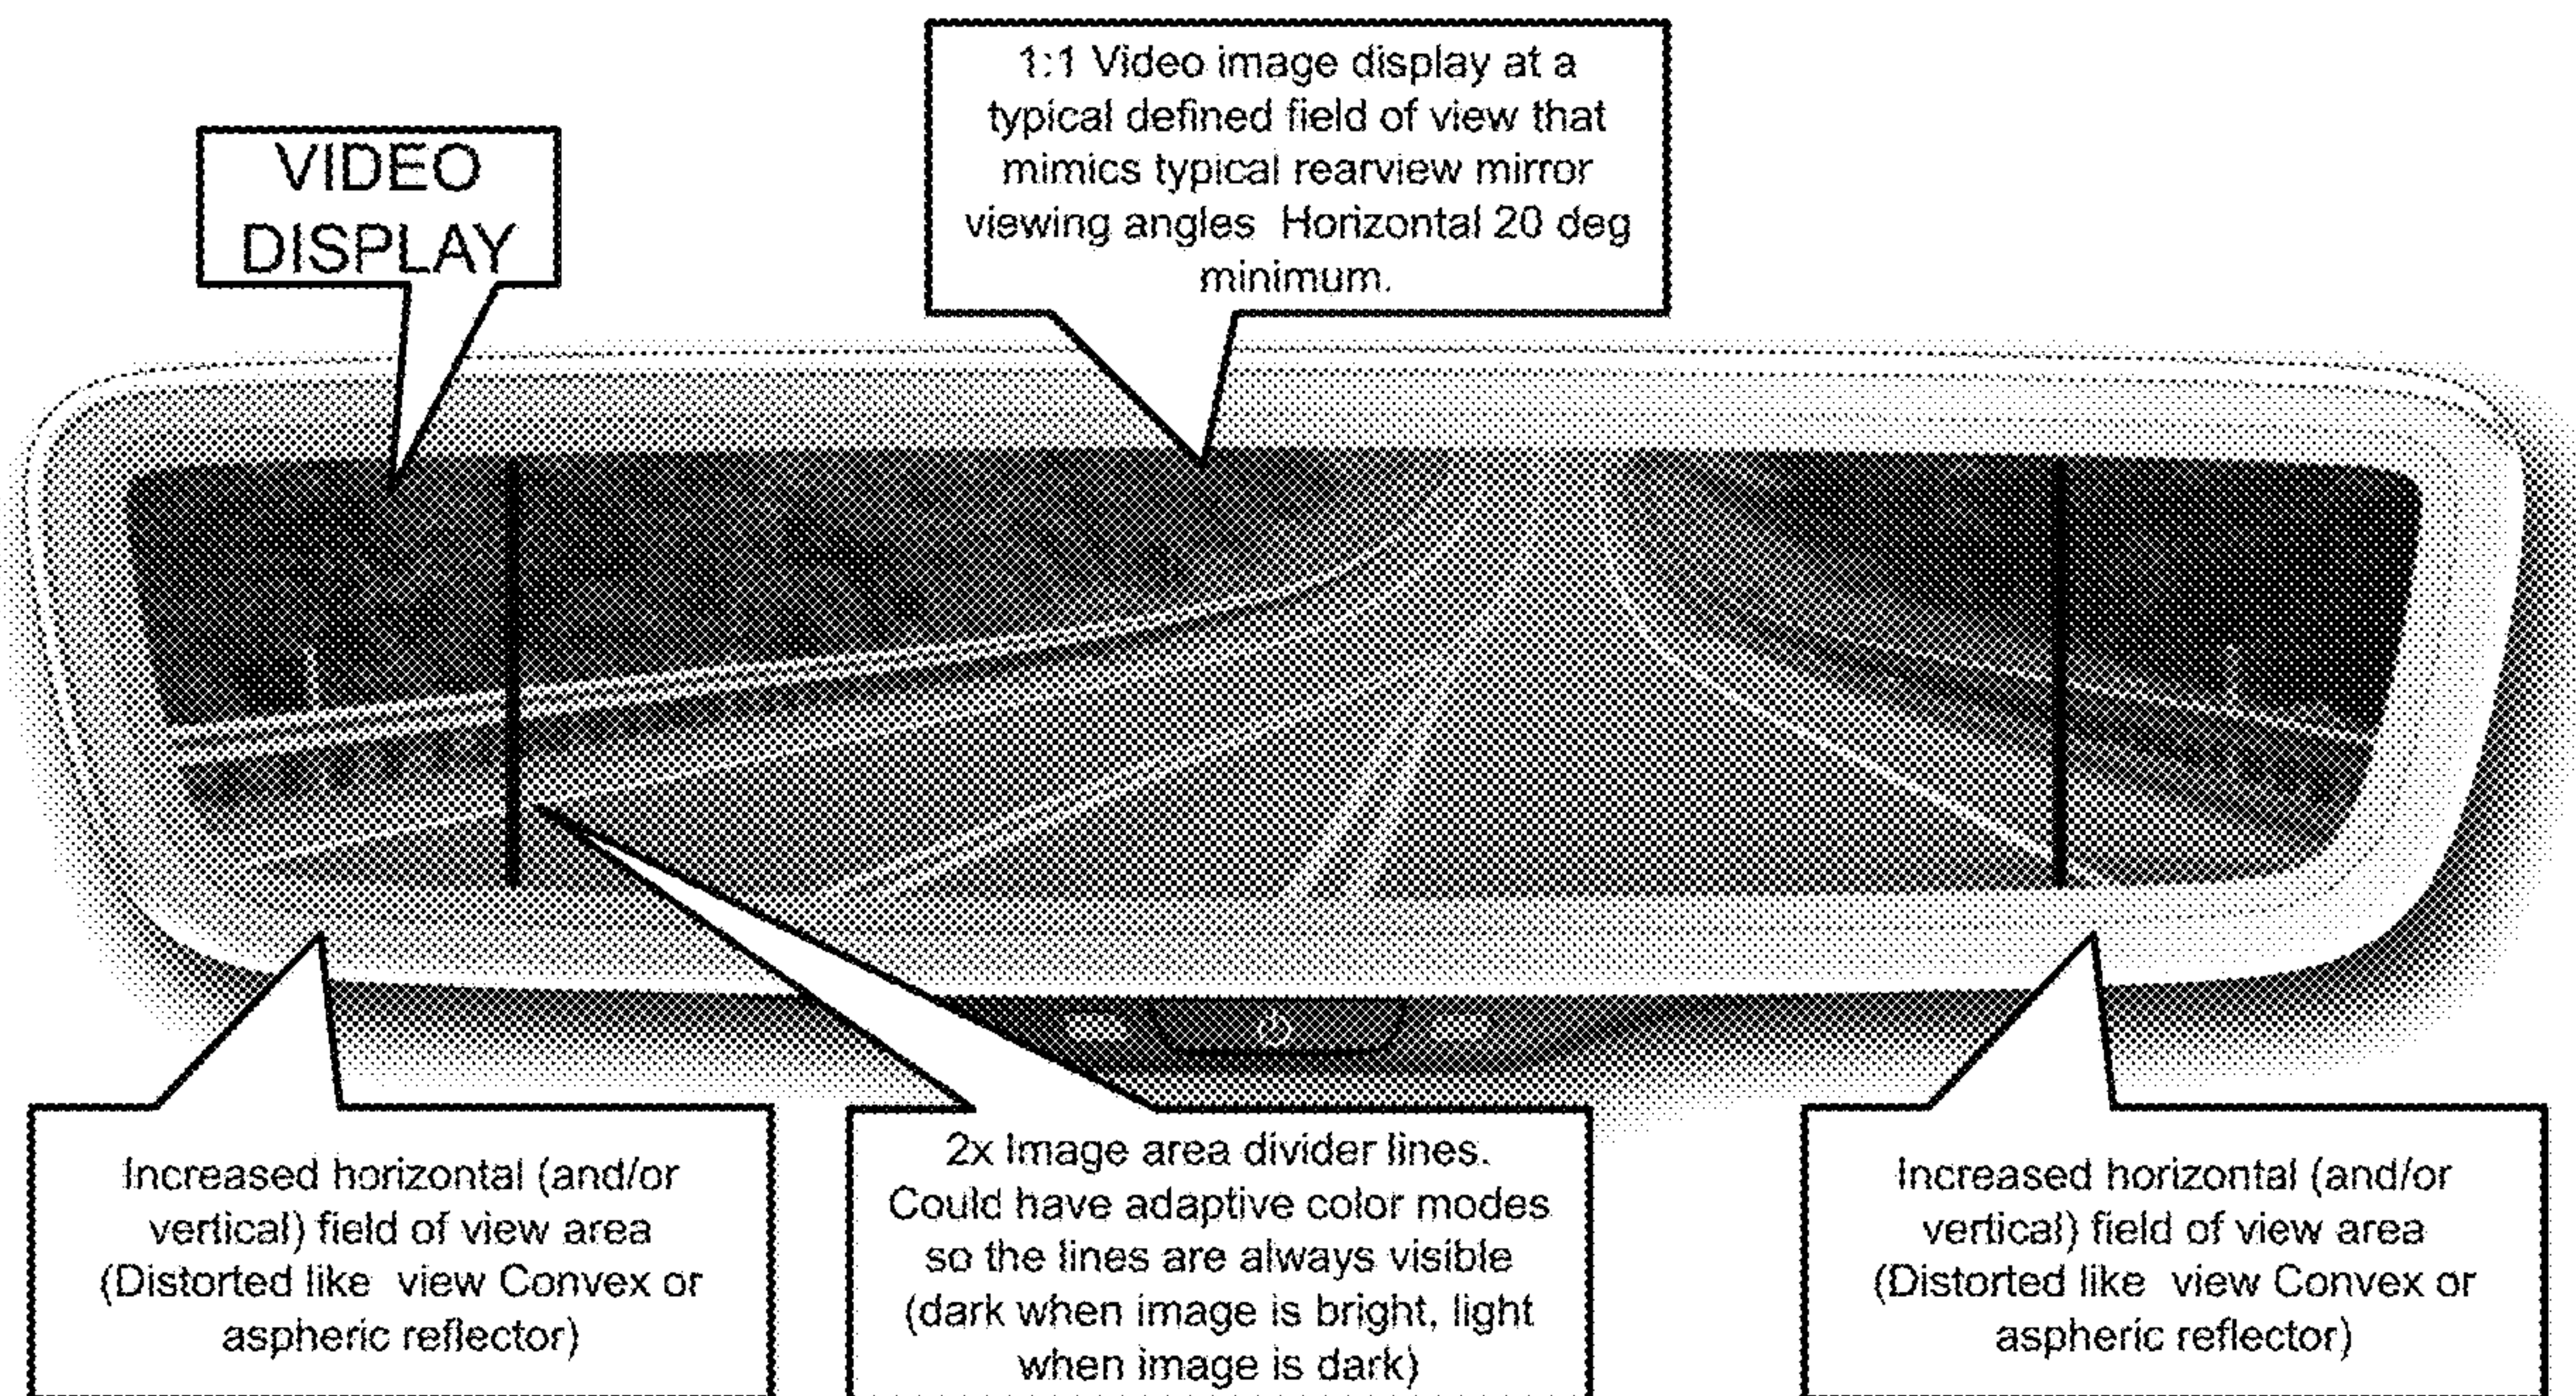 VIDEO
DISPLAY
1:1 Video image display at a
typical defined field of view that
mimics typical rearview mirror
viewing angles  Horizontal 20 deg
minimum.
Increased horizontal (and/or
vertical) field of view area
(Distorted like  view Convex or
aspheric reflector)
2x Image area divider lines.
Could have adaptive color modes
so the lines are always visible
(dark when image is bright, light
when image is dark)
Increased horizontal (and/or
vertical) field of view area
(Distorted like  view Convex or
aspheric reflector)